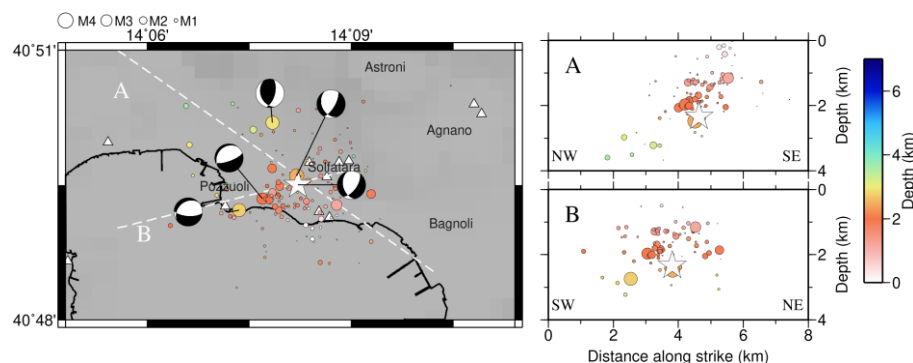 M4 M3 M2 M1
14°06' 14°09'
40°51'
40°48'
A
Astroni
Agnano
Solfatara
Pozzuoli
B
Bagnoli
A
NW SE
0
2
4
Depth (km)
B
SW NE
0
2
4
Depth (km)
0 2 4 6 8
Distance along strike (km)
6
4
2
0
Depth (km)